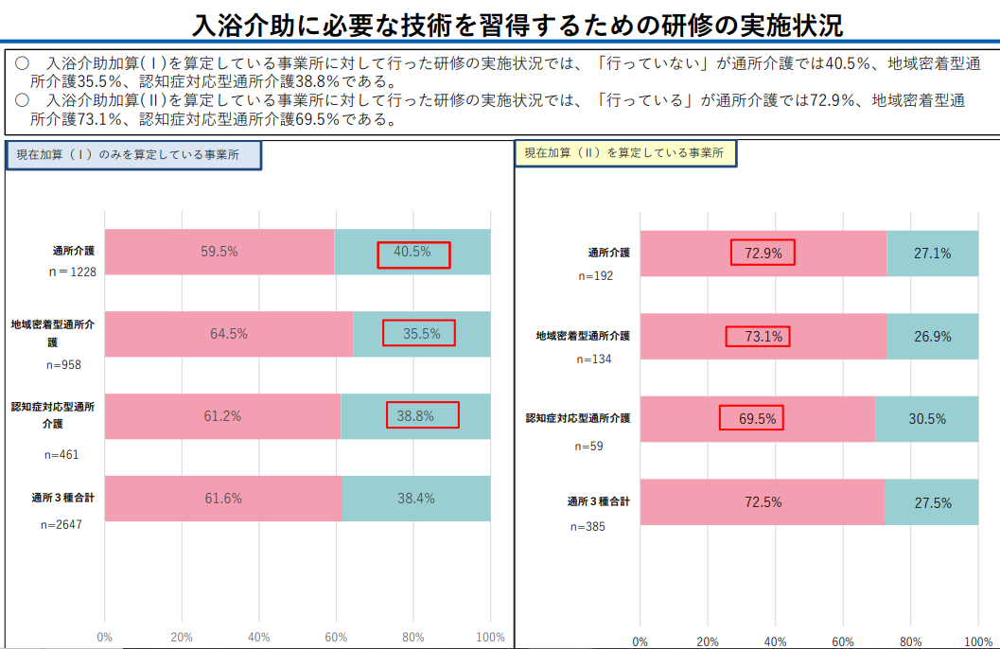 入浴介助に必要な技術を習得するための研修の実施状況
○　入浴介助加算(Ⅰ)を算定している事業所に対して行った研修の実施状況では、「行っていない」が通所介護では40.5%、地域密着型通
所介護35.5%、認知症対応型通所介護38.8%である。
○　入浴介助加算(Ⅱ)を算定している事業所に対して行った研修の実施状況では、「行っている」が通所介護では72.9%、地域密着型通
所介護73.1%、認知症対応型通所介護69.5%である。
現在加算（Ⅰ）のみを算定している事業所
通所介護
n＝1228
59.5%
40.5%
地域密着型通所介
護
n=958
64.5%
35.5%
認知症対応型通所
介護
n=461
61.2%
38.8%
通所３種合計
n=2647
61.6%
38.4%
0%
20%
40%
60%
80%
100%
現在加算（Ⅱ）を算定している事業所
通所介護
n=192
72.9%
27.1%
地域密着型通所介護
n=134
73.1%
26.9%
認知症対応型通所介護
n=59
69.5%
30.5%
通所３種合計
n=385
72.5%
27.5%
0%
20%
40%
60%
80%
100%